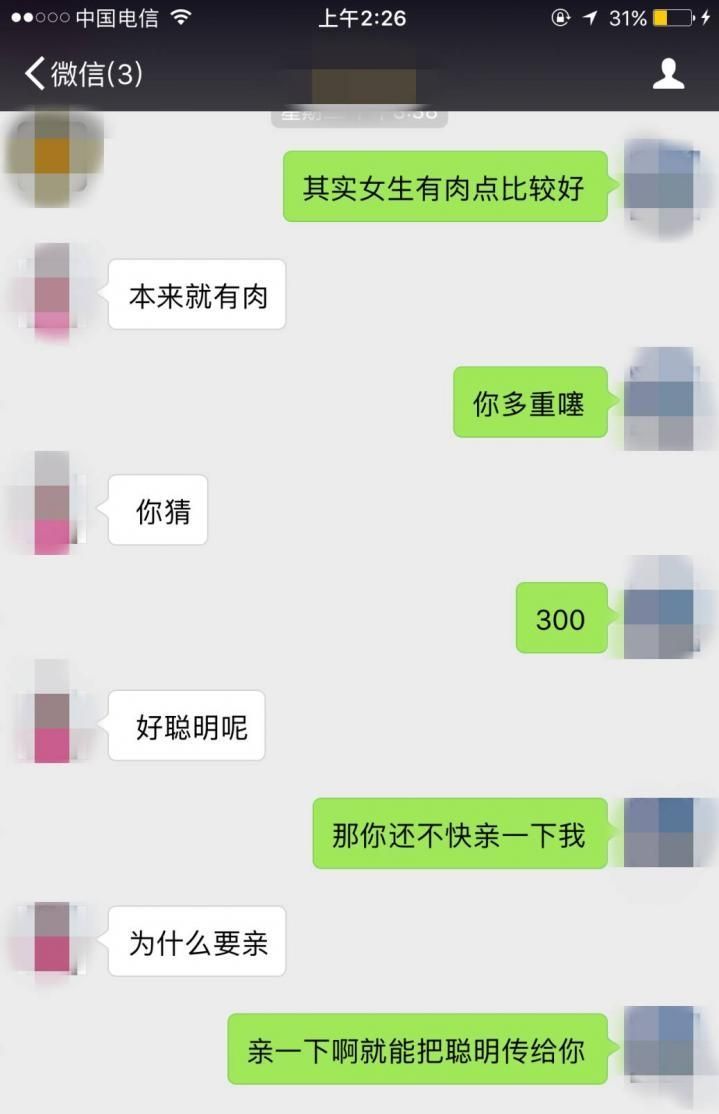 中国电信
上午2:26
31%
微信(3)
其实女生有肉点比较好
本来就有肉
你多重噻
你猜
300
好聪明呢
那你还不快亲一下我
为什么要亲
亲一下啊就能把聪明传给你